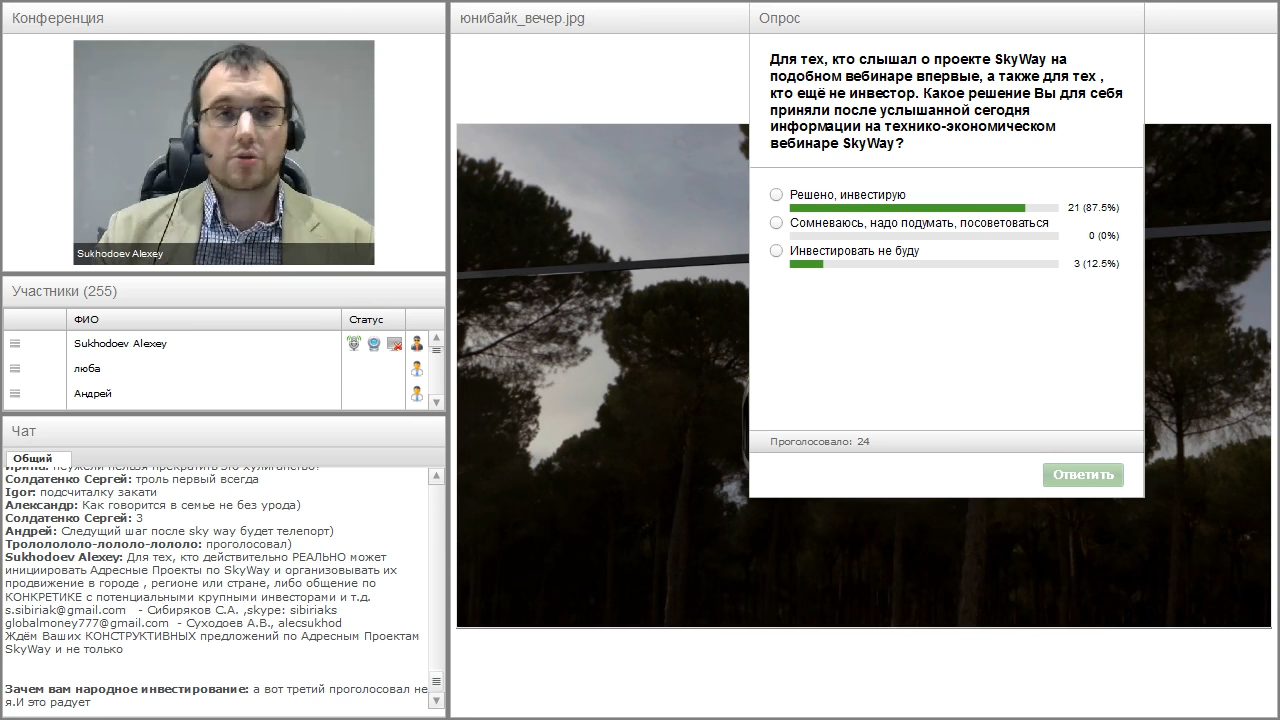 Конференция
Sukhodoev Alexey
Участники (255)
ФИО
Статус
Sukhodoev Alexey
люба
Андрей
Чат
Общий
Ирина: неужели нельзя прекратить это хулиганство?
Солдатенко Сергей: троль первый всегда
Igor: подсчиталку закати
Александр: Как говорится в семье не без урода)
Солдатенко Сергей: 3
Андрей: Следущий шаг после sky way будет телепорт)
Трололололо-лололо-лололо: проголосовал)
Sukhodoev Alexey: Для тех, кто действительно РЕАЛЬНО может
инициировать Адресные Проекты по SkyWay и организовывать их
продвижение в городе , регионе или стране, либо общение по
КОНКРЕТИКЕ с потенциальными крупными инвесторами и т.д.
s.sibiriak@gmail.com - Сибиряков С.А. ,skype: sibiriaks
globalmoney777@gmail.com - Суходоев А.В., alecsukhod
Ждём Ваших КОНСТРУКТИВНЫХ предложений по Адресным Проектам
SkyWay и не только
Зачем вам народное инвестирование: а вот третий проголосовал не
я.И это радует
юнибайк_вечер.jpg
Опрос
Для тех, кто слышал о проекте SkyWay на
подобном вебинаре впервые, а также для тех ,
кто ещё не инвестор. Какое решение Вы для себя
приняли после услышанной сегодня
информации на технико-экономическом
вебинаре SkyWay?
Решено, инвестирую
21 (87.5%)
Сомневаюсь, надо подумать, посоветоваться
0 (0%)
Инвестировать не буду
3 (12.5%)
Проголосовало: 24
Ответить